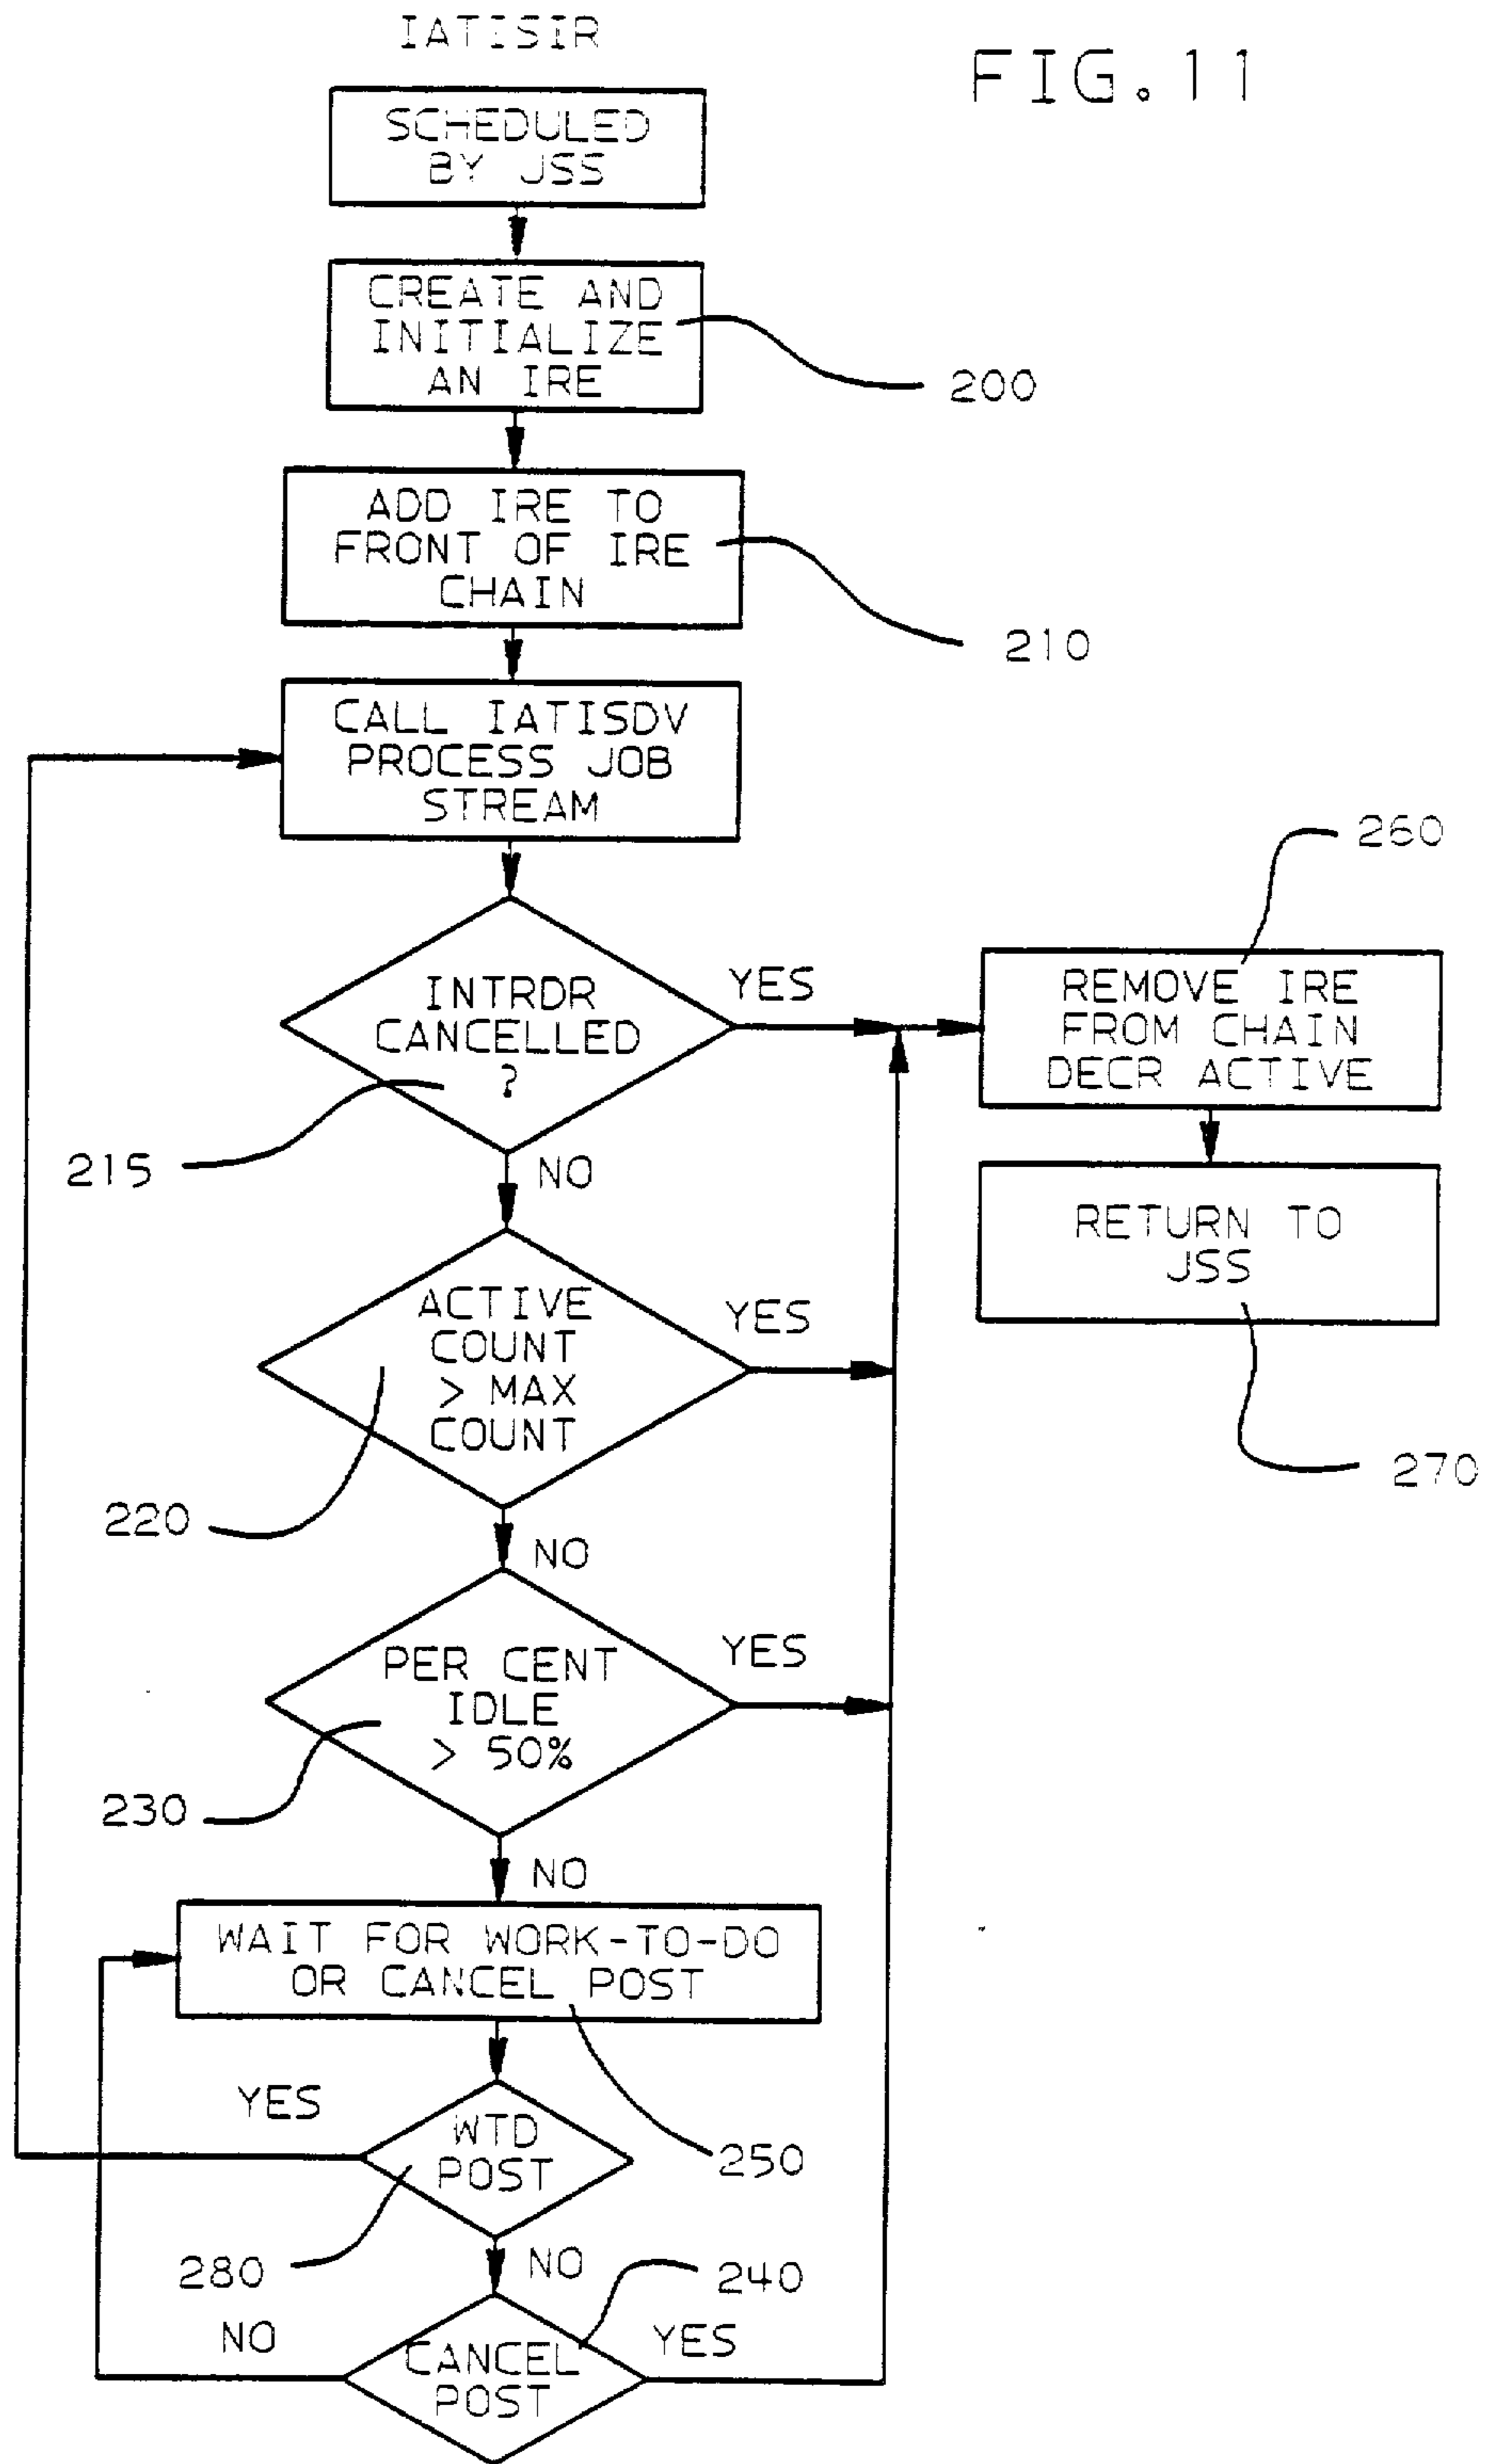 IATISIR
FIG.11
SCHEDULED
BY JSS
CREATE AND
INITIALIZE
AN IRE
200
ADD IRE TO
FRONT OF IRE
CHAIN
210
CALL IATISDV
PROCESS JOB
STREAM
260
INTRDR
CANCELLED
?
YES
REMOVE IRE
FROM CHAIN
DECR ACTIVE
215
NO
RETURN TO
JSS
270
ACTIVE
COUNT
> MAX
COUNT
YES
220
NO
PER CENT
IDLE
> 50%
YES
230
NO
WAIT FOR WORK-TO-DO
OR CANCEL POST
250
YES
WTD
POST
280
NO
240
NO
CANCEL
POST
YES